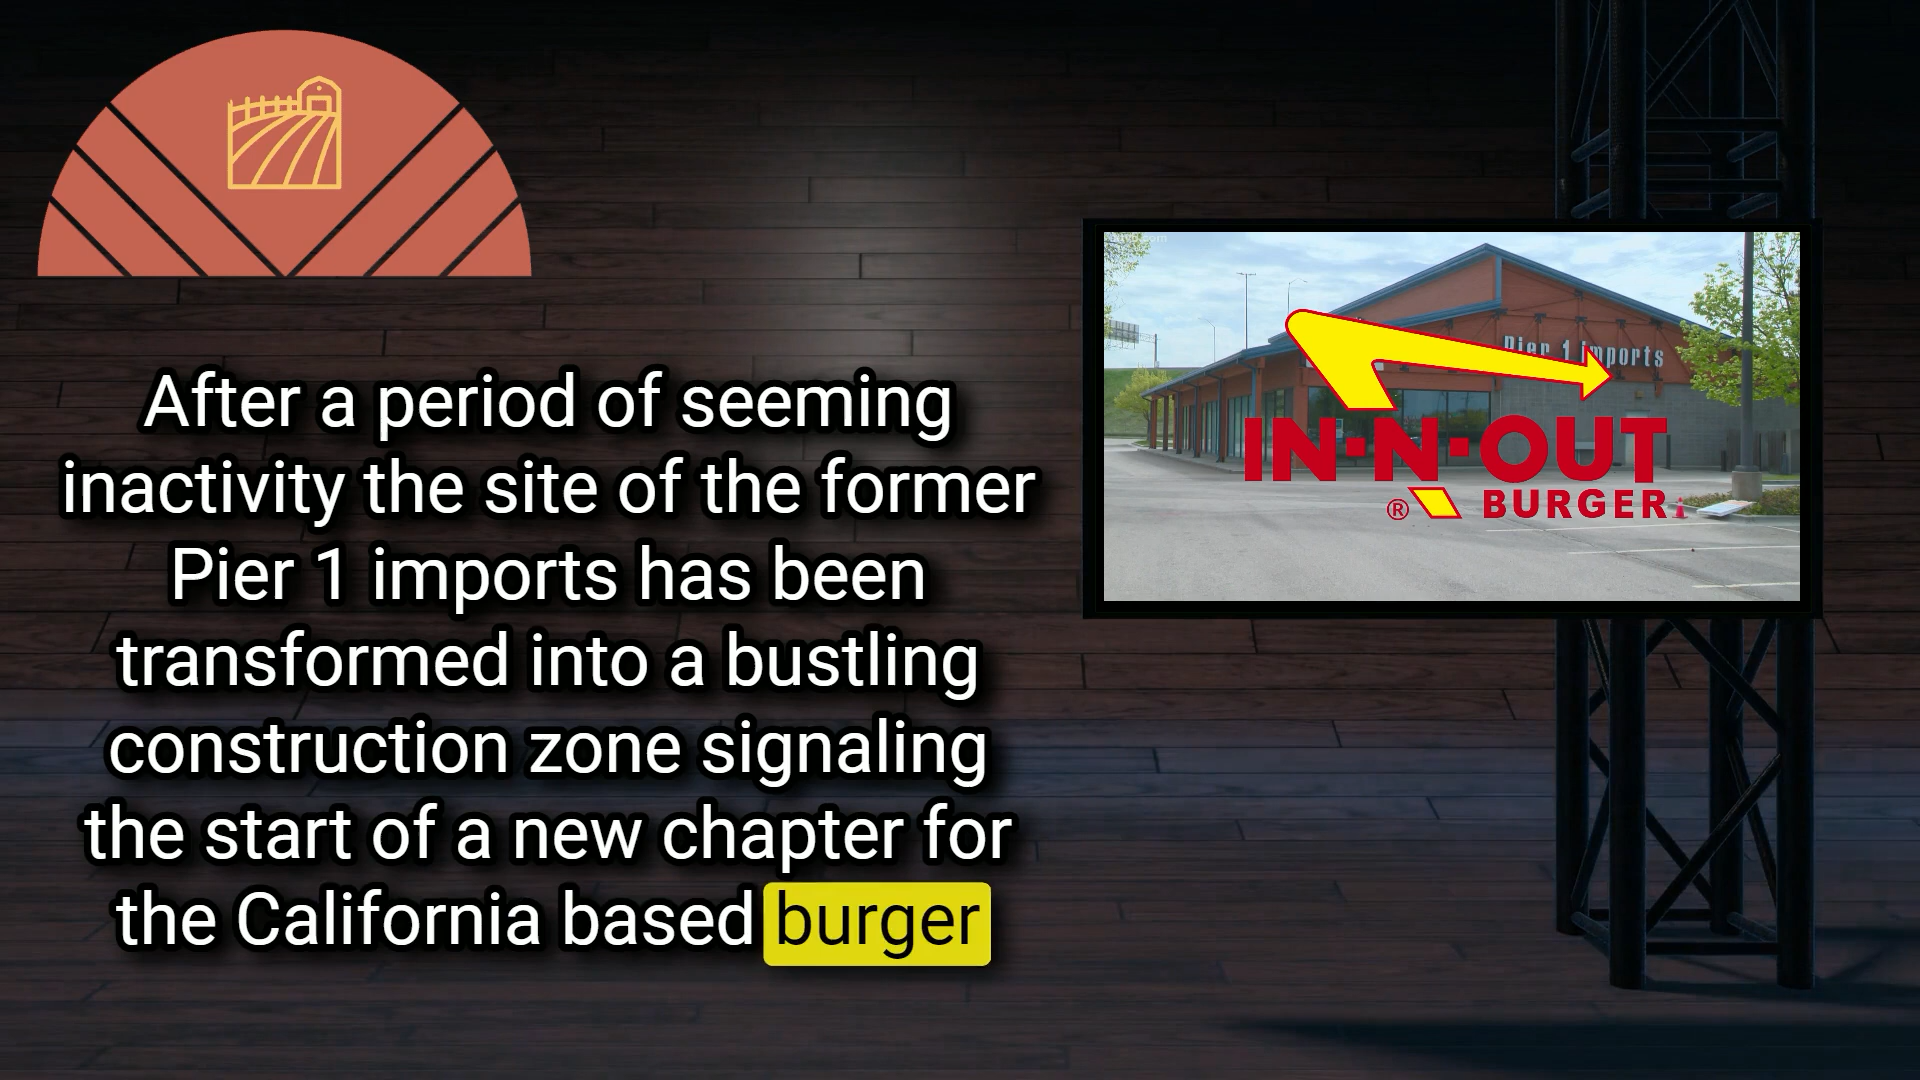 After a period of seeming
inactivity the site of the former
Pier 1 imports has been
transformed into a bustling
construction zone signaling
the start of a new chapter for
the California based burger
Pier 1 imports
IN-N-OUT
® BURGER